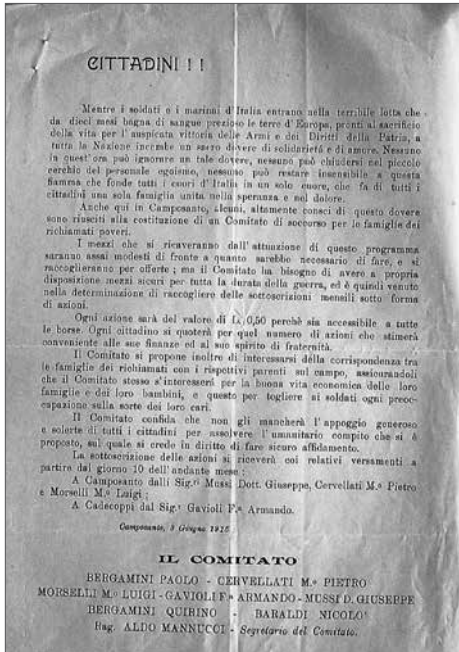 CITTADINI ! !
Mentre i soldati e i marinai d' Italia entrano nella terribile lotta che
da dieci mesi bagna di sangue prezioso le terre d' Europa, pronti al sacrificio
della vita per l' auspicata vittoria delle Armi e dei Diritti della Patria, a
tutta la Nazione incombe un sacro dovere di solidarietà e di amore. Nessuno
in quest' ora può ignorare un tale dovere, nessuno può chiudersi nel piccolo
cerchio del personale egoismo, nessuno può restare insensibile a questa
fiamma che fonde tutti i cuori d' Italia in un solo cuore, che fa di tutti i
cittadini una sola famiglia unita nella speranza e nel dolore.
Anche qui in Camposanto, alcuni, altamente consci di questo dovere
sono riusciti alla costituzione di un Comitato di soccorso per le famiglie dei
richiamati poveri.
I mezzi che si ricaveranno dall' attuazione di questo programma
saranno assai modesti di fronte a quanto sarebbe necessario di fare, e si
raccoglieranno per offerte ; ma il Comitato ha bisogno di avere a propria
disposizione mezzi sicuri per tutta la durata della guerra, ed è quindi venuto
nella determinazione di raccogliere delle sottoscrizioni mensili sotto forma
di azioni.
Ogni azione sarà del valore di L. 0,50 perchè sia accessibile a tutte
le borse. Ogni cittadino si quoterà per quel numero di azioni che stimerà
conveniente alle sue finanze ed al suo spirito di fraternità.
Il Comitato si propone inoltre di interessarsi della corrispondenza tra
le famiglie dei richiamati con i rispettivi parenti sul campo, assicurandoli
che il Comitato stesso s'interesserà per la buona vita economica delle loro
famiglie e dei loro bambini, e questo per togliere ai soldati ogni preoc-
cupazione sulla sorte dei loro cari.
Il Comitato confida che non gli mancherà l'appoggio generoso
e solerte di tutti i cittadini per assolvere l'umanitario compito che si è
proposto, sul quale si crede in diritto di fare sicuro affidamento.
La sottoscrizione delle azioni si riceverà coi relativi versamenti a
partire dal giorno 10 dell'andante mese :
A Camposanto dalli Sig.ri Mussi Dott. Giuseppe, Cervellati M.o Pietro
e Morselli M.o Luigi ;
A Cadecoppi dal Sig.r Gavioli F.o Armando.
Camposanto, 8 Giugno 1915
IL COMITATO
BERGAMINI PAOLO - CERVELLATI M.o PIETRO
MORSELLI M.o LUIGI - GAVIOLI F.o ARMANDO - MUSSI D. GIUSEPPE
BERGAMINI QUIRINO - BARALDI NICOLO'
Rag. ALDO MANNUCCI - Segretario del Comitato.